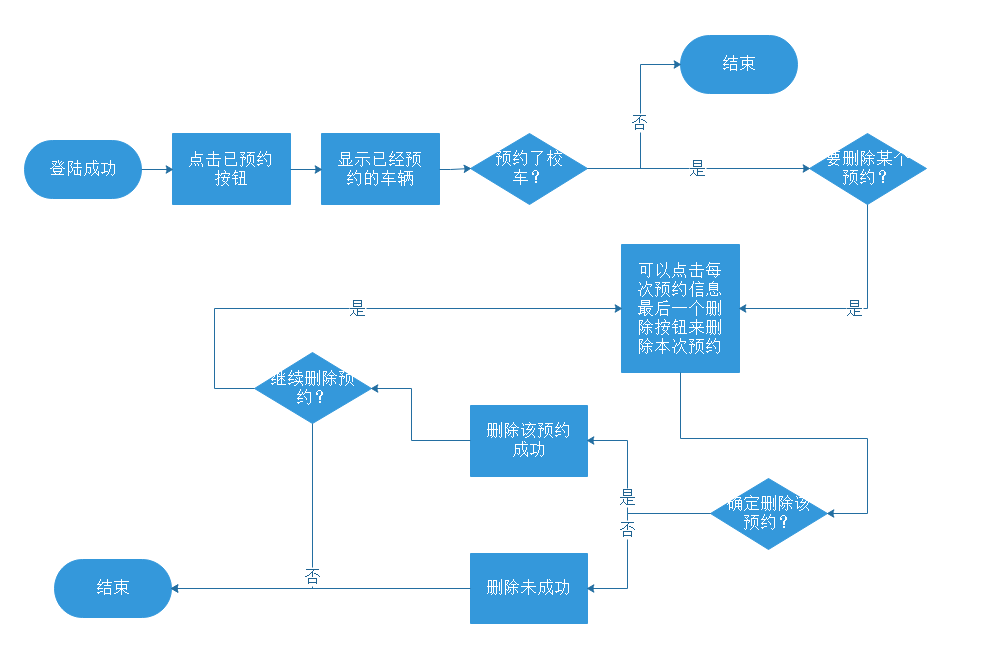 结束
否
登陆成功
点击已预约
按钮
显示已经预
约的车辆
预约了校
车？
是
要删除某个
预约？
可以点击每
次预约信息
最后一个删
除按钮来删
除本次预约
是
是
继续删除预
约？
删除该预约
成功
是
确定删除该
预约？
否
否
删除未成功
结束